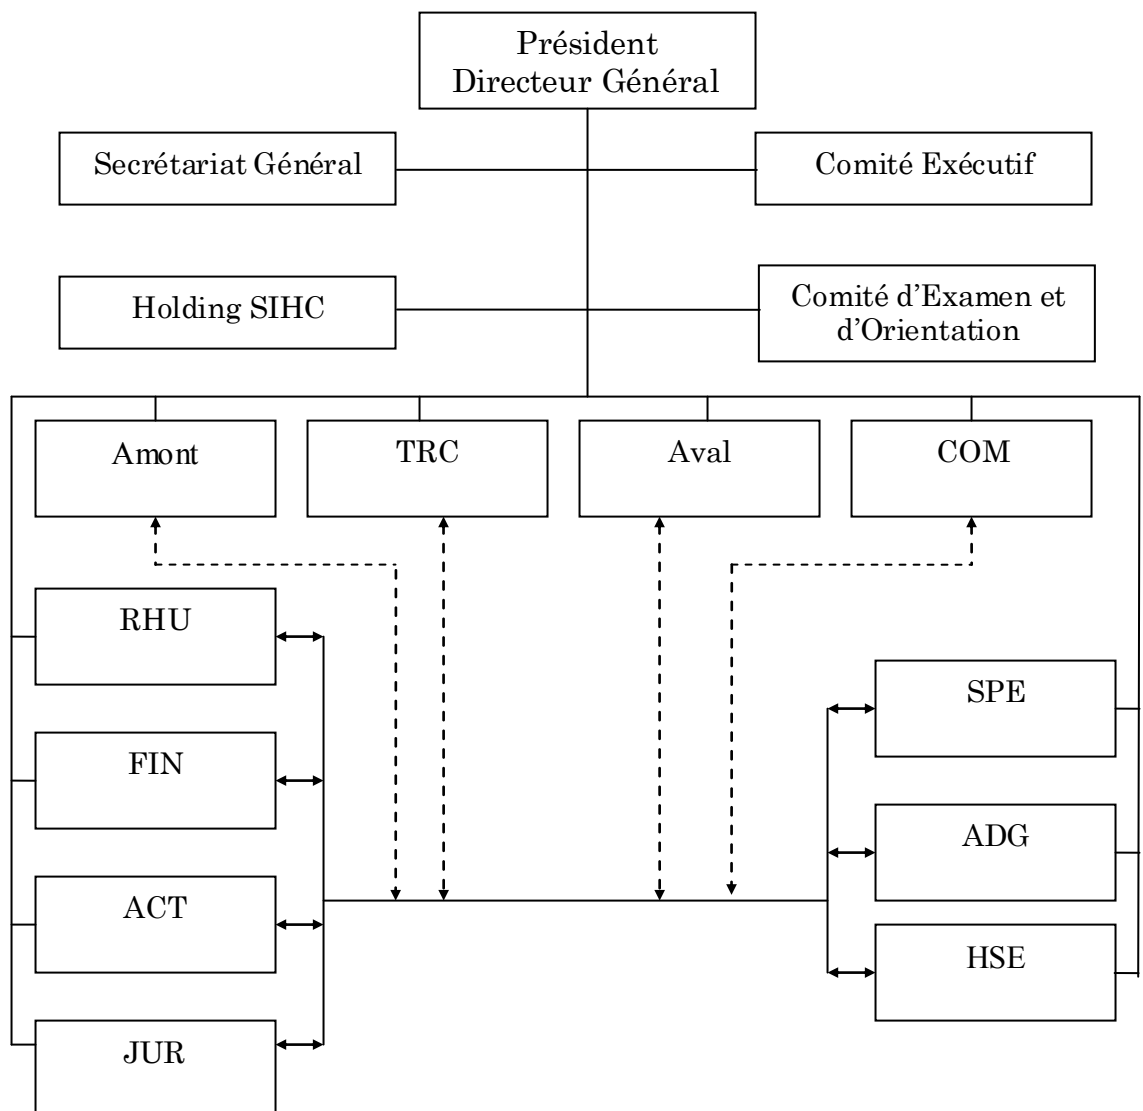 Président
Directeur Général
Secrétariat Général
Comité Exécutif
Holding SIHC
Comité d'Examen et
d'Orientation
Amont
TRC
Aval
COM
RHU
FIN
ACT
JUR
SPE
ADG
HSE